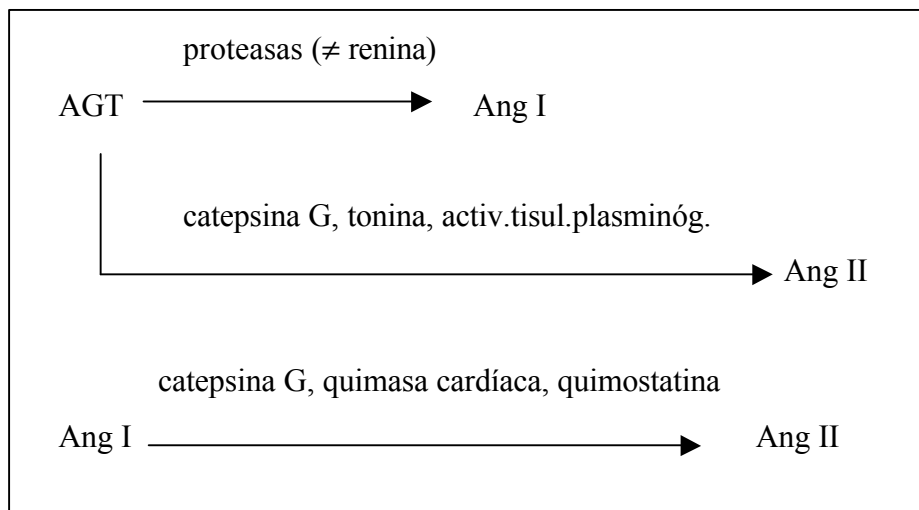 proteasas (≠ renina)
AGT Ang I
catepsina G, tonina, activ.tisul.plasminóg.
Ang II
catepsina G, quimasa cardíaca, quimostatina
Ang I Ang II